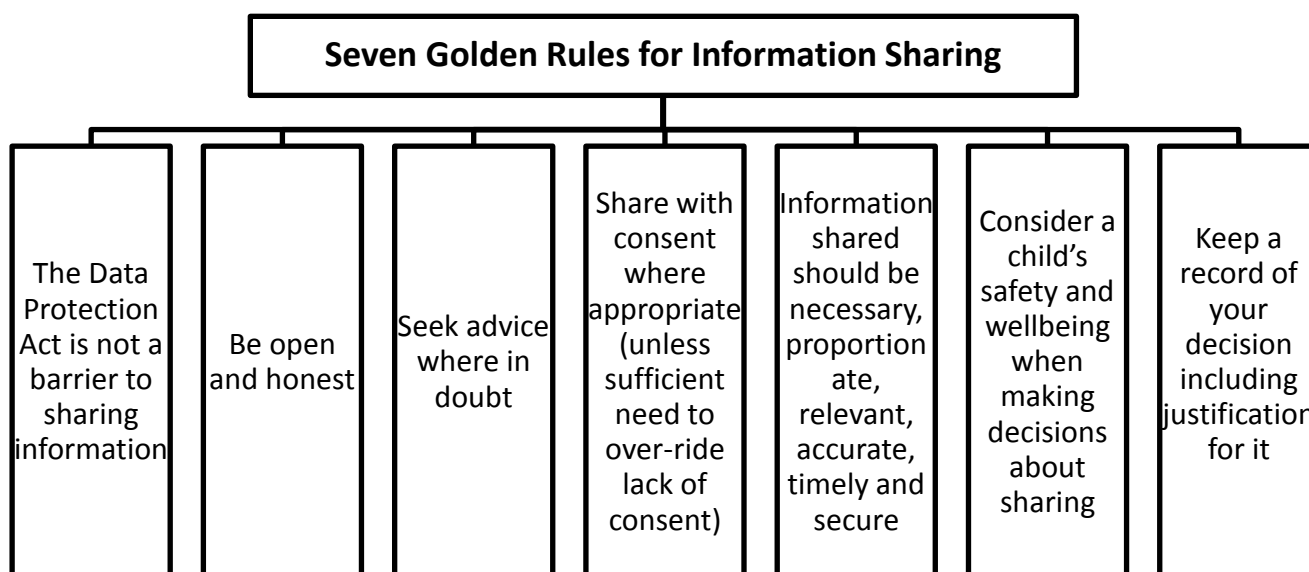 Seven Golden Rules for Information Sharing
The Data
Protection
Act is not a
barrier to
sharing
information
Be open
and honest
Seek advice
where in
doubt
Share with
consent
where
appropriate
(unless
sufficient
need to
over-ride
lack of
consent)
Information
shared
should be
necessary,
proportion
ate,
relevant,
accurate,
timely and
secure
Consider a
child’s
safety and
wellbeing
when
making
decisions
about
sharing
Keep a
record of
your
decision
including
justification
for it